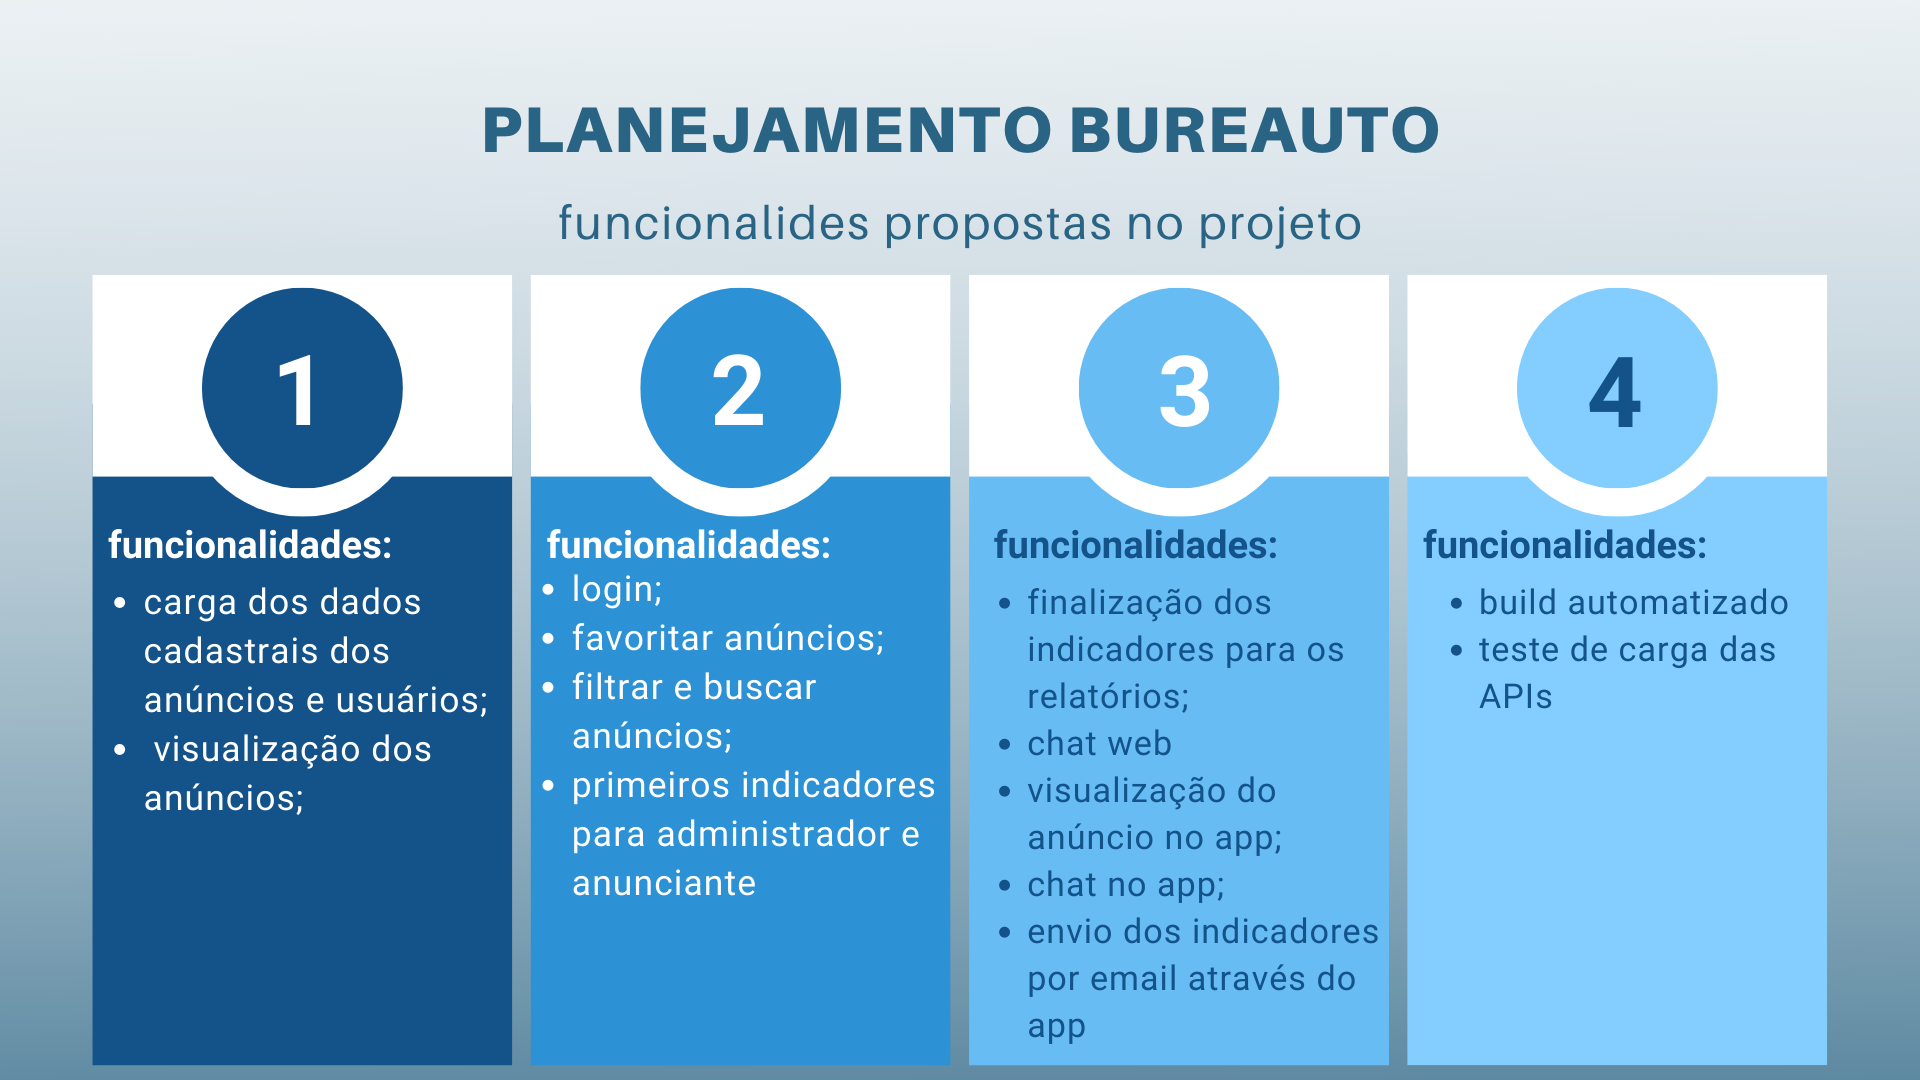 PLANEJAMENTO BUREAUTO
funcionalides propostas no projeto
1
funcionalidades:
• carga dos dados
cadastrais dos
anúncios e usuários;
• visualização dos
anúncios;
2
funcionalidades:
• login;
• favoritar anúncios;
• filtrar e buscar
anúncios;
• primeiros indicadores
para administrador e
anunciante
3
funcionalidades:
• finalização dos
indicadores para os
relatórios;
• chat web
• visualização do
anúncio no app;
• chat no app;
• envio dos indicadores
por email através do
app
4
funcionalidades:
• build automatizado
• teste de carga das
APIs